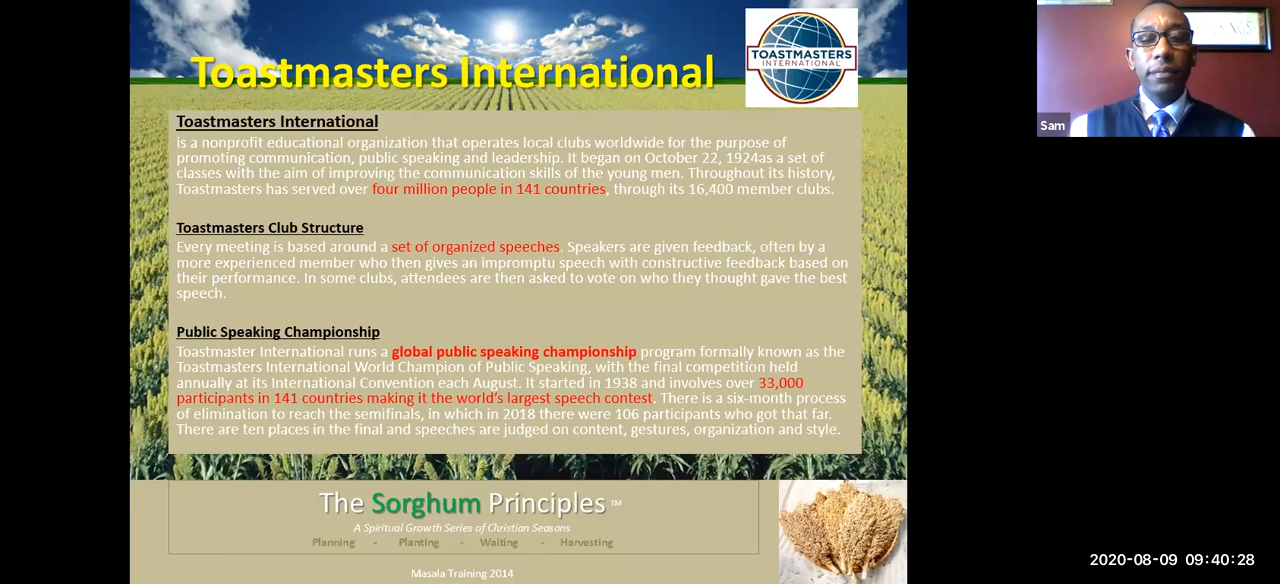 Toastmasters International
TOASTMASTERS
INTERNATIONAL
Sam
Toastmasters International
is a nonprofit educational organization that operates local clubs worldwide for the purpose of
promoting communication, public speaking and leadership. It began on October 22, 1924as a set of
classes with the aim of improving the communication skills of the young men. Throughout its history,
Toastmasters has served over four million people in 141 countries, through its 16,400 member clubs.
Toastmasters Club Structure
Every meeting is based around a set of organized speeches. Speakers are given feedback, often by a
more experienced member who then gives an impromptu speech with constructive feedback based on
their performance. In some clubs, attendees are then asked to vote on who they thought gave the best
speech.
Public Speaking Championship
Toastmaster International runs a global public speaking championship program formally known as the
Toastmasters International World Champion of Public Speaking, with the final competition held
annually at its International Convention each August. It started in 1938 and involves over 33,000
participants in 141 countries making it the world's largest speech contest. There is a six-month process
of elimination to reach the semifinals, in which in 2018 there were 106 participants who got that far.
There are ten places in the final and speeches are judged on content, gestures, organization and style.
The Sorghum Principles ™
A Spiritual Growth Series of Christian Seasons
Planning - Planting - Waiting - Harvesting
Masala Training 2014
2020-08-09 09:40:28